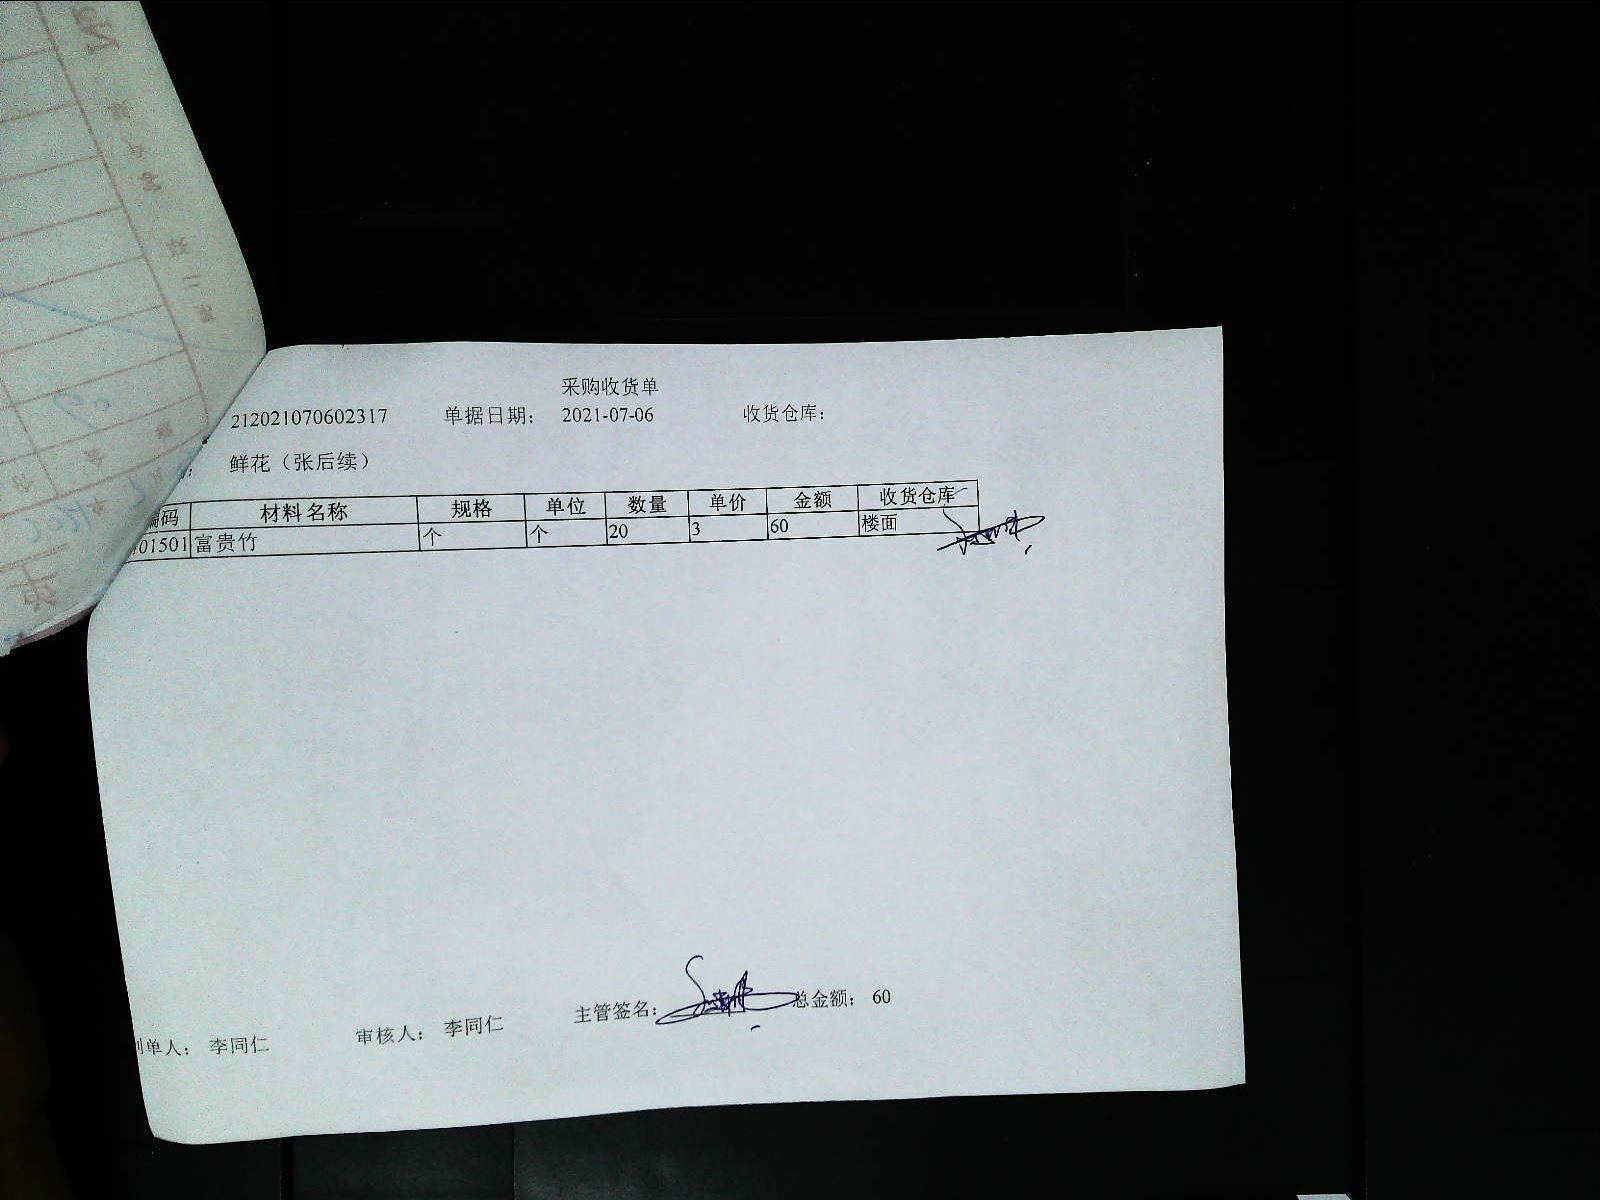 采购收货单
212021070602317 单据日期: 2021-07-06 收货仓库:
鲜花（张后续）
编码 材料名称 规格 单位 数量 单价 金额 收货仓库
01501 富贵竹 个 个 20 3 60 楼面
主管签名: 总金额: 60
制单人: 李同仁 审核人: 李同仁